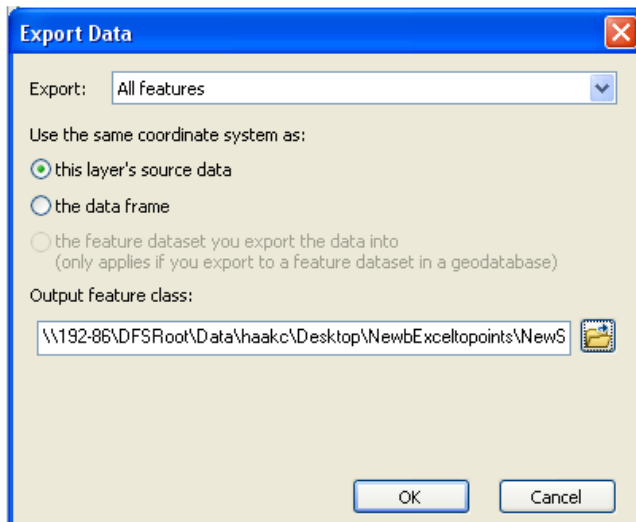 Export Data
Export: All features
Use the same coordinate system as:
this layer's source data
the data frame
the feature dataset you export the data into
(only applies if you export to a feature dataset in a geodatabase)
Output feature class:
\\192-86\DFSRoot\Data\haakc\Desktop\NewbExceltopoints\NewS
OK Cancel